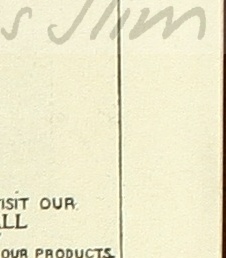 s Slim
ISIT OUR
LL
OUR PRODUCTS.